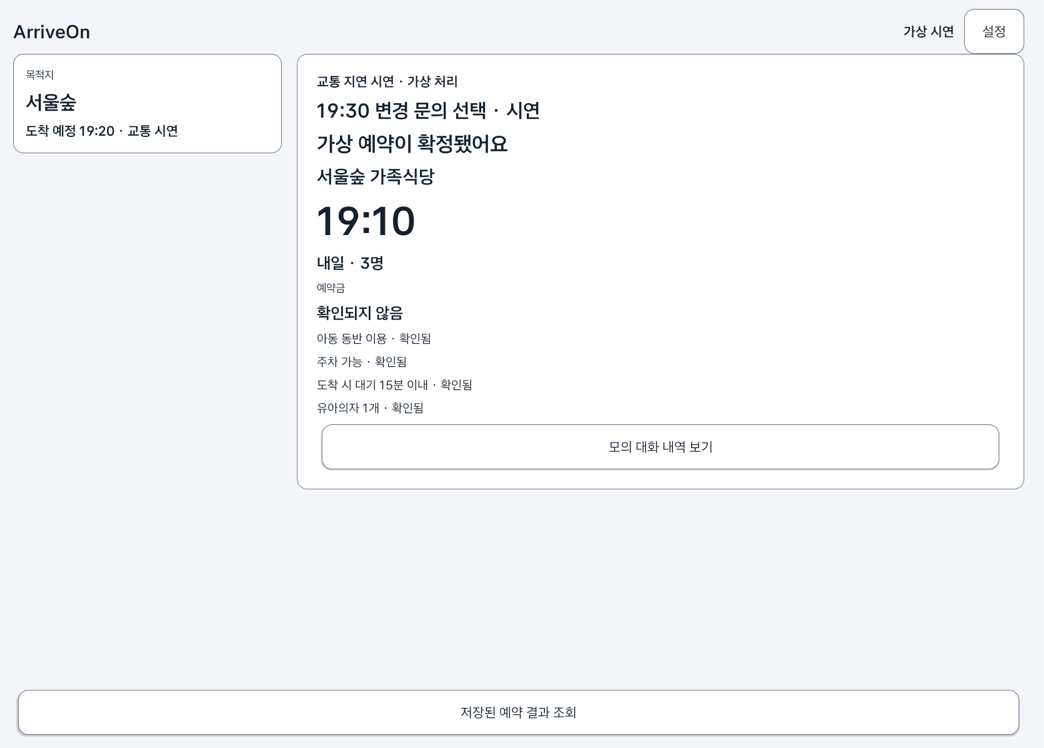 ArriveOn
가상 시연
설정
목적지
서울숲
도착 예정 19:20 · 교통 시연
교통 지연 시연 · 가상 처리
19:30 변경 문의 선택 · 시연
가상 예약이 확정됐어요
서울숲 가족식당
19:10
내일 · 3명
예약금
확인되지 않음
아동 동반 이용 · 확인됨
주차 가능 · 확인됨
도착 시 대기 15분 이내 · 확인됨
유아의자 1개 · 확인됨
모의 대화 내역 보기
저장된 예약 결과 조회